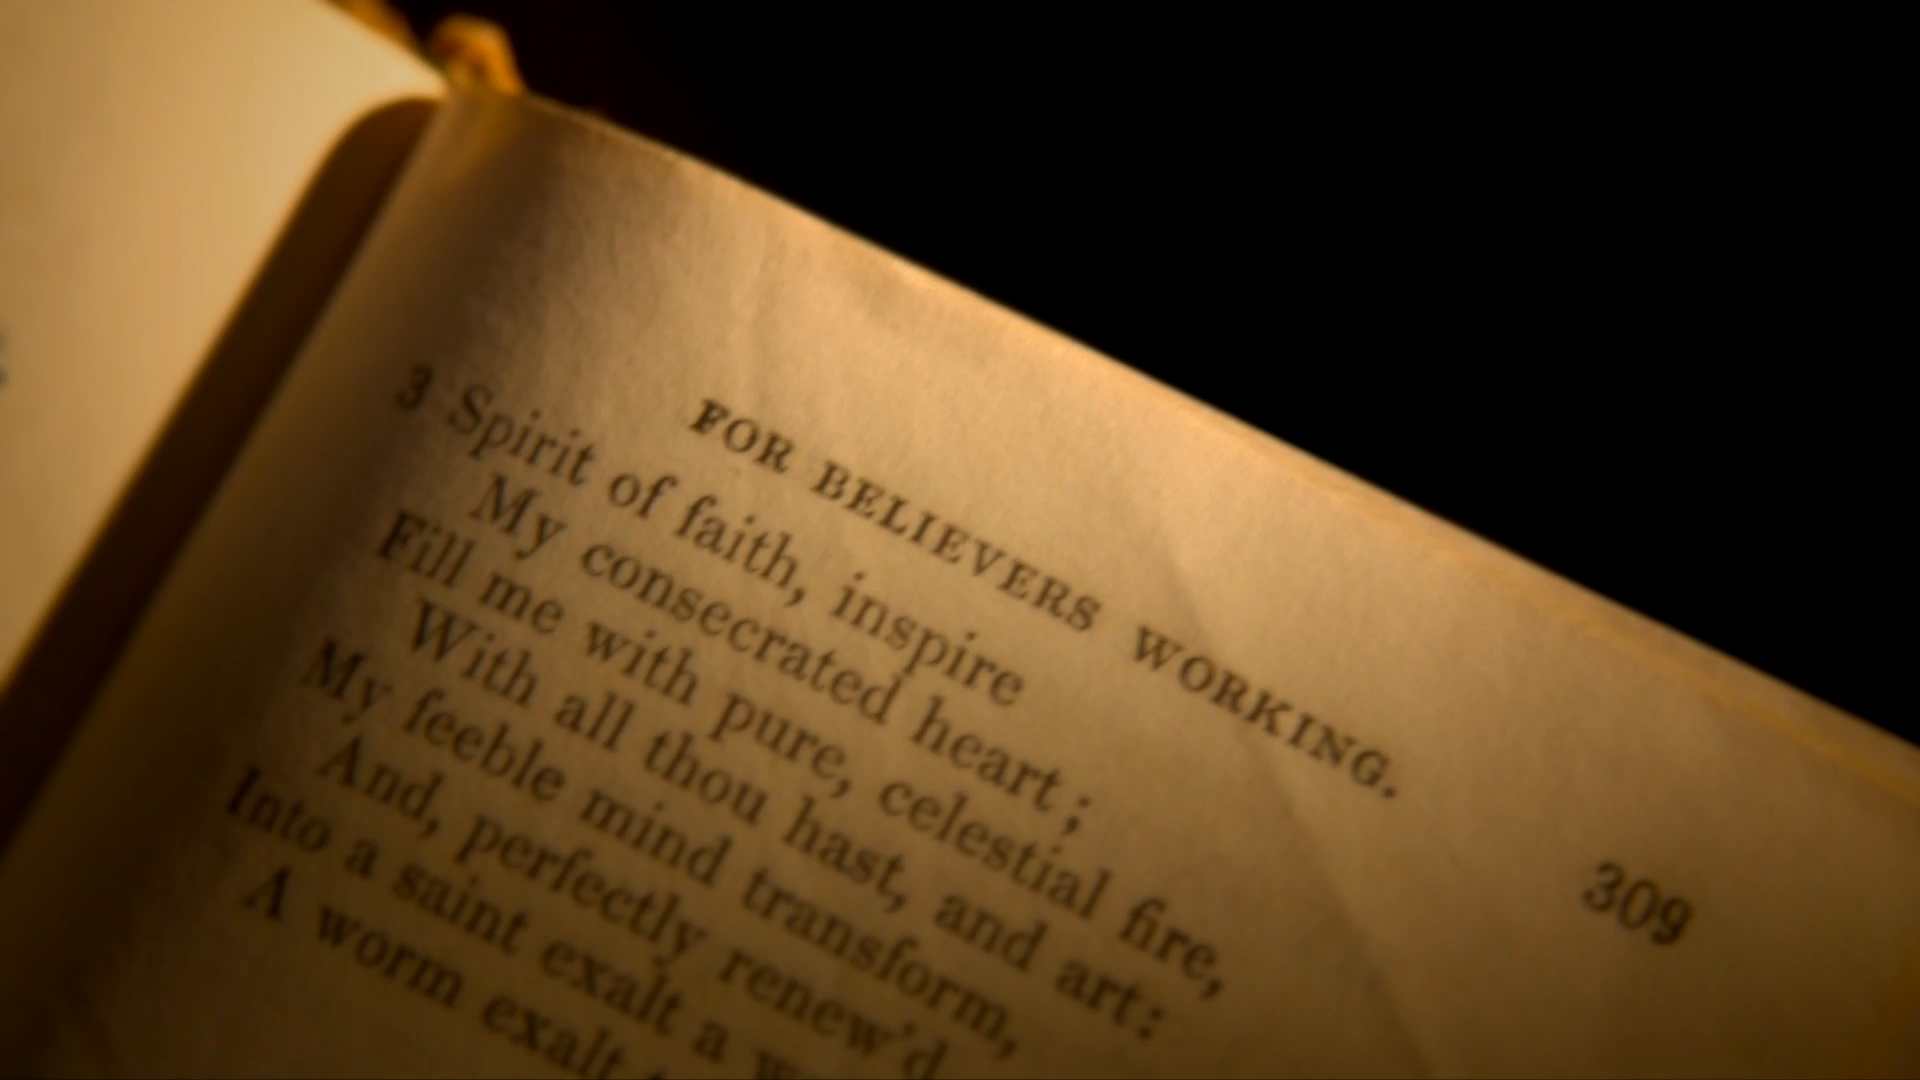 FOR BELIEVERS WORKING. 309
3 Spirit of faith, inspire
My consecrated heart;
Fill me with pure, celestial fire,
With all thou hast, and art:
My feeble mind transform,
And, perfectly renew'd
Into a saint exalt a
A worm exalt